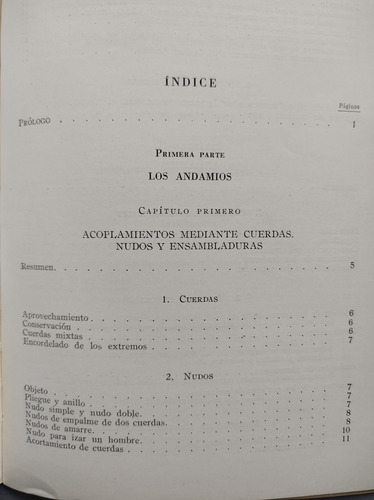 ÍNDICE
Páginas
PRÓLOGO . . . . . . . . . . . . . . . . . . 1
PRIMERA PARTE
LOS ANDAMIOS
CAPÍTULO PRIMERO
ACOPLAMIENTOS MEDIANTE CUERDAS.
NUDOS Y ENSAMBLADURAS
Resumen. . . . . . . . . . . . . . . . . . 5
1. CUERDAS
Aprovechamiento . . . . . . . . . . . . . . 6
Conservación . . . . . . . . . . . . . . . 6
Cuerdas mixtas . . . . . . . . . . . . . . 6
Encordelado de los extremos . . . . . . . . . . 7
2. NUDOS
Objeto . . . . . . . . . . . . . . . . . 7
Pliegue y anillo . . . . . . . . . . . . . . 7
Nudo simple y nudo doble. . . . . . . . . . . 7
Nudos de empalme de dos cuerdas. . . . . . . . . 8
Nudos de amarre. . . . . . . . . . . . . . 8
Nudo para izar un hombre. . . . . . . . . . . 10
Acortamiento de cuerdas . . . . . . . . . . . 11